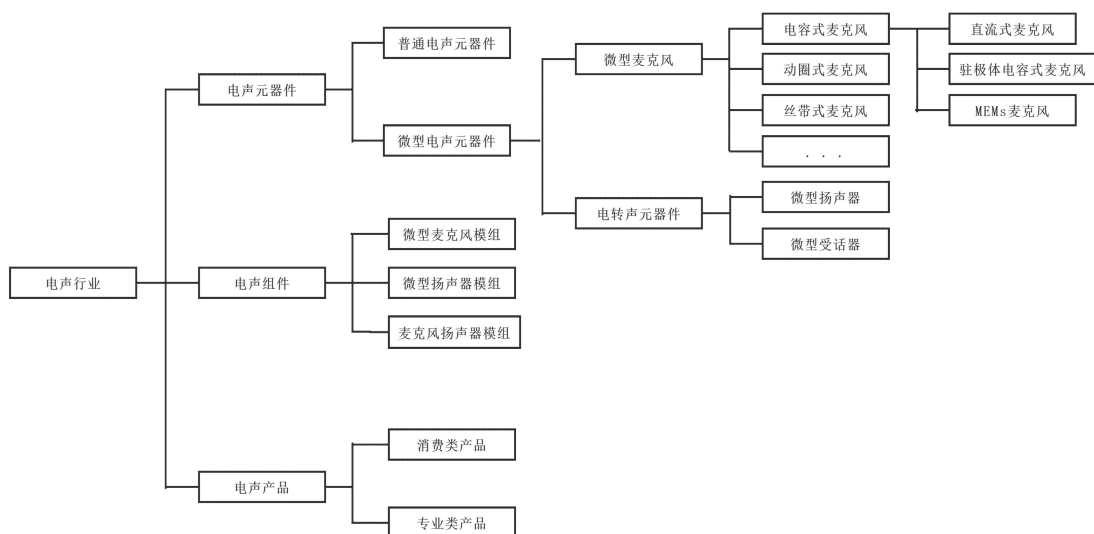 电声行业
电声元器件
普通电声元器件
微型电声元器件
微型麦克风
电容式麦克风
直流式麦克风
驻极体电容式麦克风
MEMs麦克风
动圈式麦克风
丝带式麦克风
...
电转声元器件
微型扬声器
微型受话器
电声组件
微型麦克风模组
微型扬声器模组
麦克风扬声器模组
电声产品
消费类产品
专业类产品